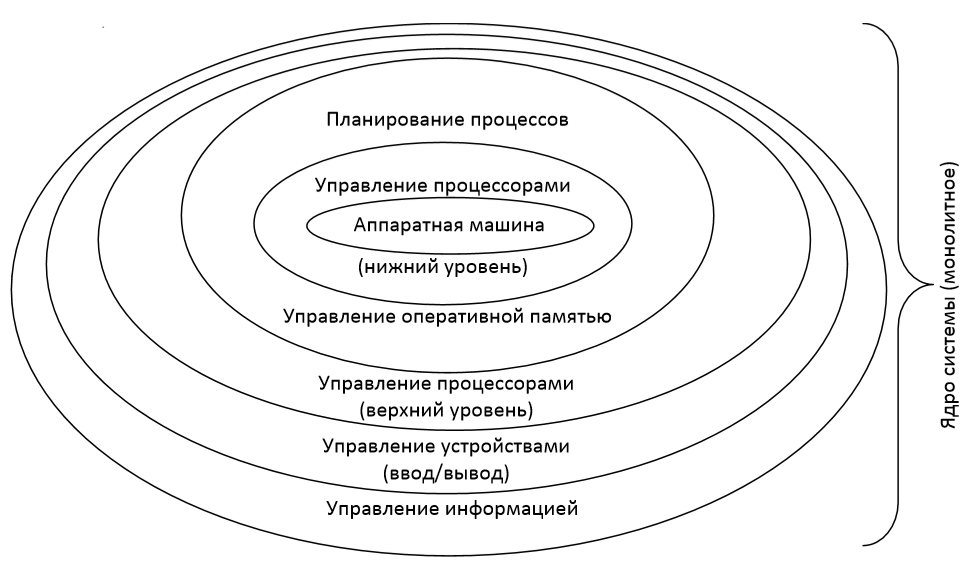 Планирование процессов
Управление процессорами
Аппаратная машина
(нижний уровень)
Управление оперативной памятью
Управление процессорами
(верхний уровень)
Управление устройствами
(ввод/вывод)
Управление информацией
Ядро системы (монолитное)